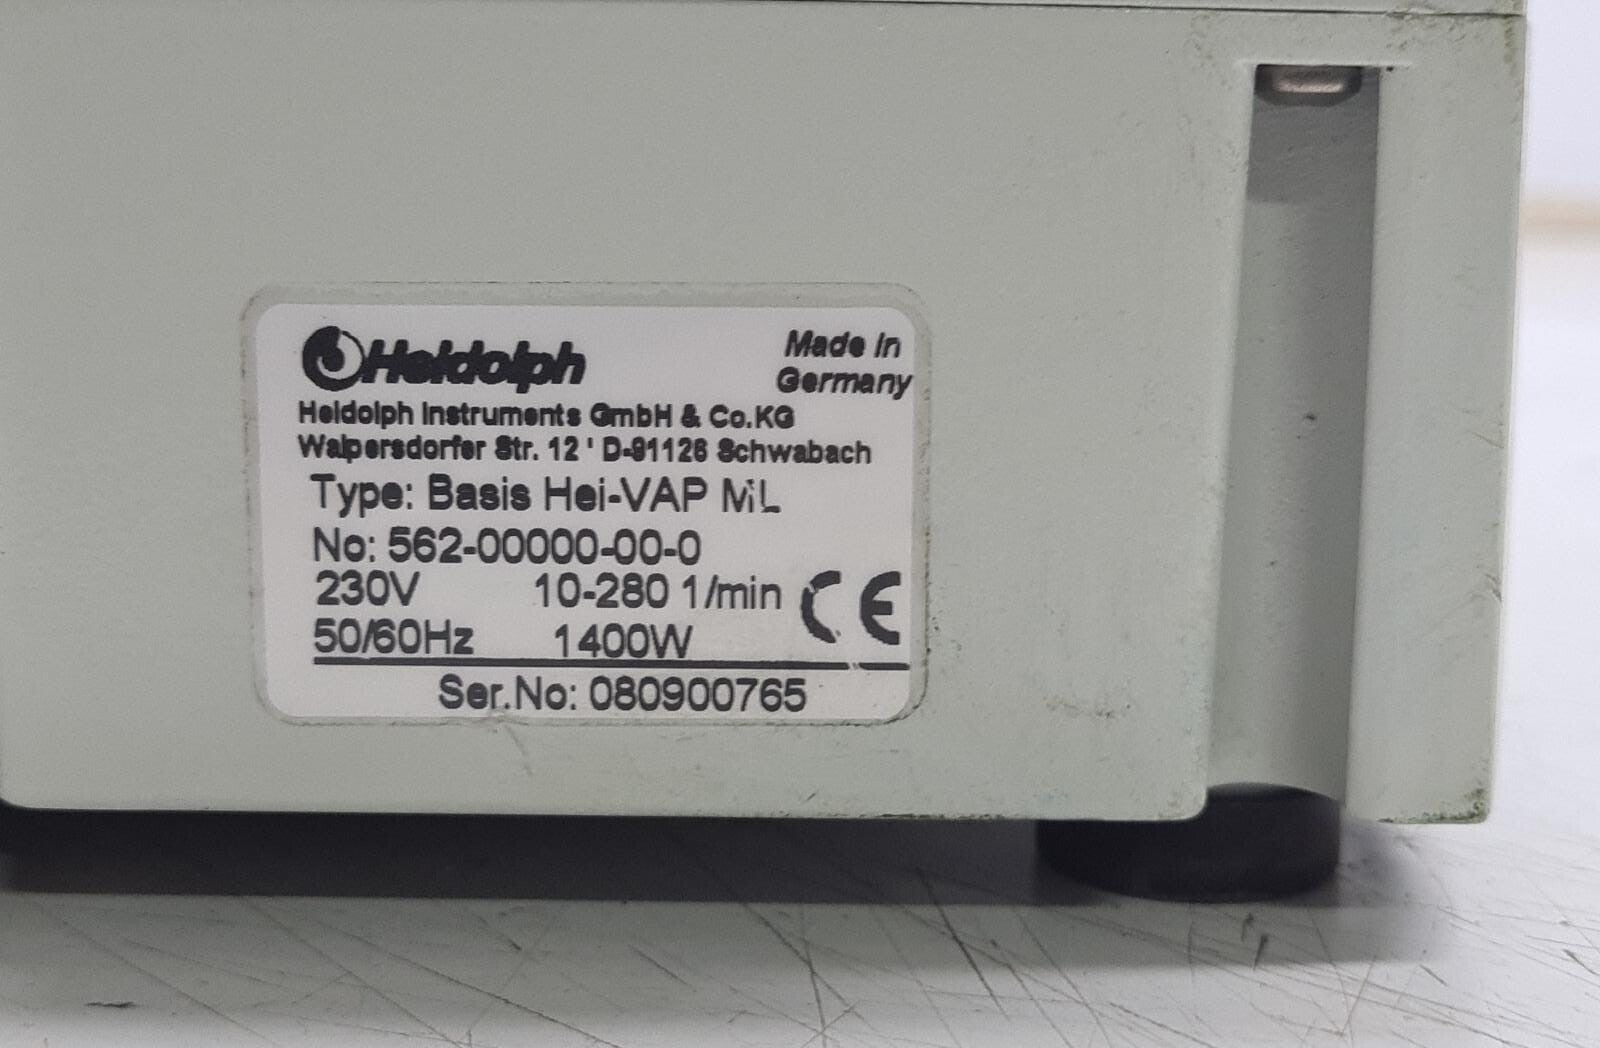 Heidolph
Made in
Germany
Heidolph Instruments GmbH & Co.KG
Walpersdorfer Str. 12 ' D-91126 Schwabach
Type: Basis Hei-VAP ML
No: 562-00000-00-0
230V 10-280 1/min
50/60Hz 1400W
CE
Ser.No: 080900765